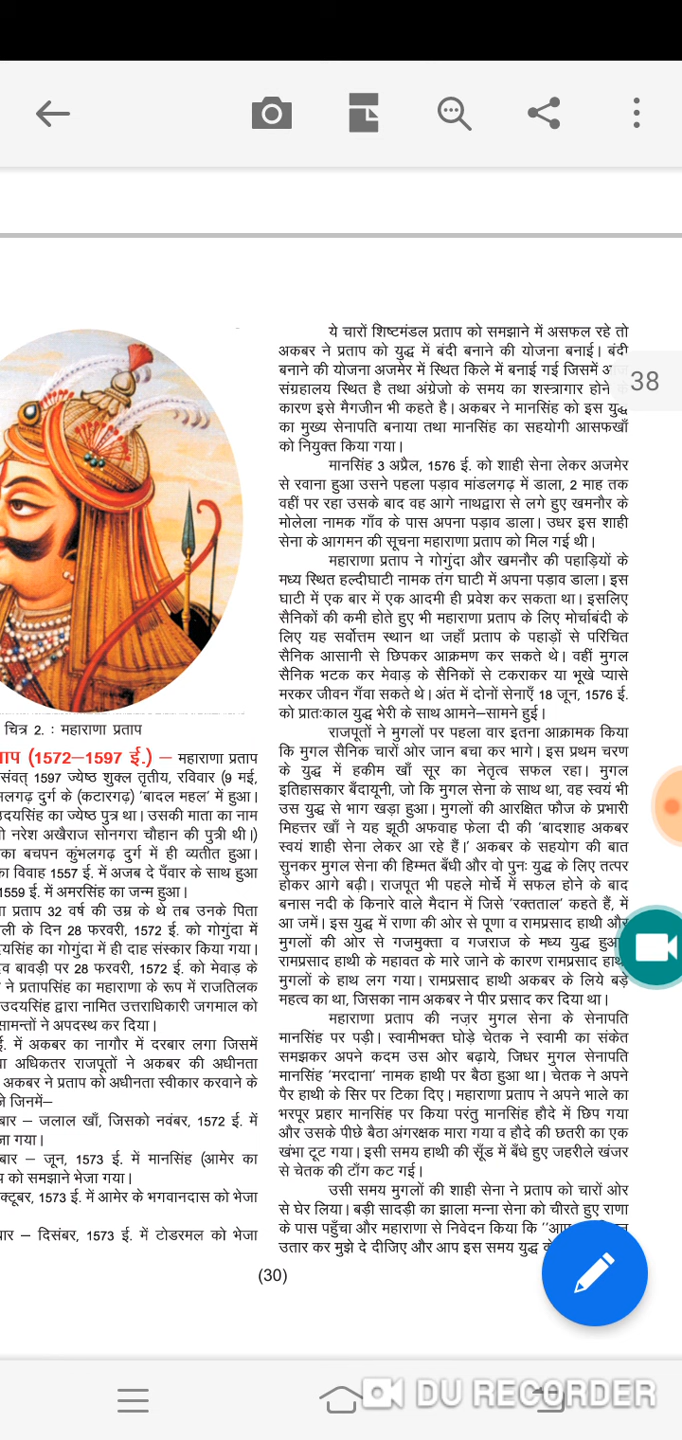 ये चारों शिष्टमंडल प्रताप को समझाने में असफल रहे तो
अकबर ने प्रताप को युद्ध में बंदी बनाने की योजना बनाई। बंदी
बनाने की योजना अजमेर में स्थित किले में बनाई गई जिसमें
संग्रहालय स्थित है तथा अंग्रेजो के समय का शस्त्रागार होने
कारण इसे मैगजीन भी कहते है। अकबर ने मानसिंह को इस युद्ध
का मुख्य सेनापति बनाया तथा मानसिंह का सहयोगी आसफखाँ
को नियुक्त किया गया।
मानसिंह 3 अप्रैल, 1576 ई. को शाही सेना लेकर अजमेर
से रवाना हुआ उसने पहला पड़ाव मांडलगढ़ में डाला, 2 माह तक
वहीं पर रहा उसके बाद वह आगे नाथद्वारा से लगे हुए खमनौर के
मोलेला नामक गाँव के पास अपना पड़ाव डाला। उधर इस शाही
सेना के आगमन की सूचना महाराणा प्रताप को मिल गई थी।
महाराणा प्रताप ने गोगुंदा और खमनौर की पहाड़ियों के
मध्य स्थित हल्दीघाटी नामक तंग घाटी में अपना पड़ाव डाला। इस
घाटी में एक बार में एक आदमी ही प्रवेश कर सकता था। इसलिए
सैनिकों की कमी होते हुए भी महाराणा प्रताप के लिए मोर्चाबंदी के
लिए यह सर्वोत्तम स्थान था जहाँ प्रताप के पहाड़ों से परिचित
सैनिक आसानी से छिपकर आक्रमण कर सकते थे। वहीं मुगल
सैनिक भटक कर मेवाड़ के सैनिकों से टकराकर या भूखे प्यासे
मरकर जीवन गँवा सकते थे। अंत में दोनों सेनाएँ 18 जून, 1576 ई.
को प्रातःकाल युद्ध भेरी के साथ आमने–सामने हुई।
राजपूतों ने मुगलों पर पहला वार इतना आक्रामक किया
कि मुगल सैनिक चारों ओर जान बचा कर भागे। इस प्रथम चरण
के युद्ध में हकीम खाँ सूर का नेतृत्व सफल रहा। मुगल
इतिहासकार बैंदायूनी, जो कि मुगल सेना के साथ था, वह स्वयं भी
उस युद्ध से भाग खड़ा हुआ। मुगलों की आरक्षित फौज के प्रभारी
मिहत्तर खाँ ने यह झूठी अफवाह फेला दी की 'बादशाह अकबर
स्वयं शाही सेना लेकर आ रहे हैं।' अकबर के सहयोग की बात
सुनकर मुगल सेना की हिम्मत बँधी और वो पुनः युद्ध के लिए तत्पर
होकर आगे बढ़ी। राजपूत भी पहले मोर्चे में सफल होने के बाद
बनास नदी के किनारे वाले मैदान में जिसे 'रक्तताल' कहते हैं, में
आ जमें। इस युद्ध में राणा की ओर से पूणा व रामप्रसाद हाथी और
मुगलों की ओर से गजमुक्ता व गजराज के मध्य युद्ध
रामप्रसाद हाथी के महावत के मारे जाने के कारण रामप्रसाद
मुगलों के हाथ लग गया। रामप्रसाद हाथी अकबर के लिये बड़े
महत्व का था, जिसका नाम अकबर ने पीर प्रसाद कर दिया था।
महाराणा प्रताप की नज़र मुगल सेना के सेनापति
मानसिंह पर पड़ी। स्वामीभक्त घोड़े चेतक ने स्वामी का संकेत
समझकर अपने कदम उस ओर बढ़ाये, जिधर मुगल सेनापति
मानसिंह 'मरदाना' नामक हाथी पर बैठा हुआ था। चेतक ने अपने
पैर हाथी के सिर पर टिका दिए। महाराणा प्रताप ने अपने भाले का
भरपूर प्रहार मानसिंह पर किया परंतु मानसिंह हौदे में छिप गया
और उसके पीछे बैठा अंगरक्षक मारा गया व हौदे की छतरी का एक
खंभा टूट गया। इसी समय हाथी की सूँड में बँधे हुए जहरीले खंजर
से चेतक की टाँग कट गई।
उसी समय मुगलों की शाही सेना ने प्रताप को चारों ओर
से घेर लिया। बड़ी सादड़ी का झाला मन्ना सेना को चीरते हुए राणा
के पास पहुँचा और महाराणा से निवेदन किया कि
उतार कर मुझे दे दीजिए और आप इस समय युद्ध
38
चित्र 2. : महाराणा प्रताप
(1572–1597 ई.) – महाराणा प्रताप
संवत् 1597 ज्येष्ठ शुक्ल तृतीय, रविवार (9 मई,
दुर्ग के (कटारगढ़) 'बादल महल' में हुआ।
का ज्येष्ठ पुत्र था। उसकी माता का नाम
नरेश अखैराज सोनगरा चौहान की पुत्री थी।)
बचपन कुंभलगढ़ दुर्ग में ही व्यतीत हुआ।
विवाह 1557 ई. में अजब दे पँवार के साथ हुआ
1559 ई. में अमरसिंह का जन्म हुआ।
प्रताप 32 वर्ष की उम्र के थे तब उनके पिता
के दिन 28 फरवरी, 1572 ई. को गोगुंदा में
का गोगुंदा में ही दाह संस्कार किया गया।
बावड़ी पर 28 फरवरी, 1572 ई. को मेवाड़ के
ने प्रतापसिंह का महाराणा के रूप में राजतिलक
उदयसिंह द्वारा नामित उत्तराधिकारी जगमाल को
सामन्तों ने अपदस्थ कर दिया।
में अकबर का नागौर में दरबार लगा जिसमें
अधिकतर राजपूतों ने अकबर की अधीनता
अकबर ने प्रताप को अधीनता स्वीकार करवाने के
जिनमें–
बार – जलाल खाँ, जिसको नवंबर, 1572 ई. में
गया।
बार – जून, 1573 ई. में मानसिंह (आमेर का
को समझाने भेजा गया।
1573 ई. में आमेर के भगवानदास को भेजा
– दिसंबर, 1573 ई. में टोडरमल को भेजा
(30)
DU RECORDER